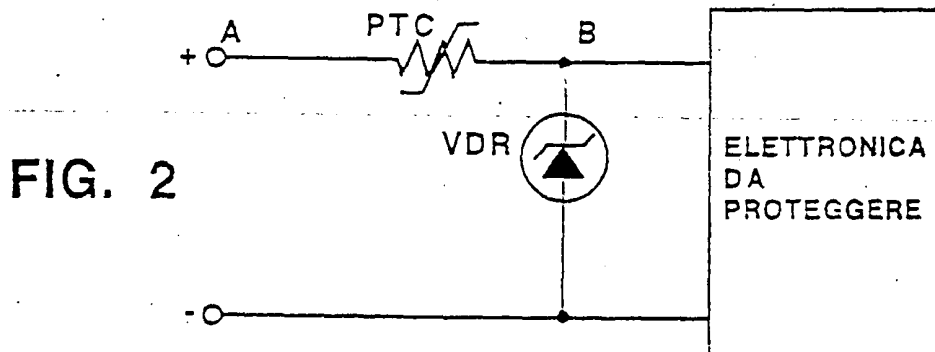 A PTC B
+
VDR
ELETTRONICA
DA
PROTEGGERE
FIG. 2
-